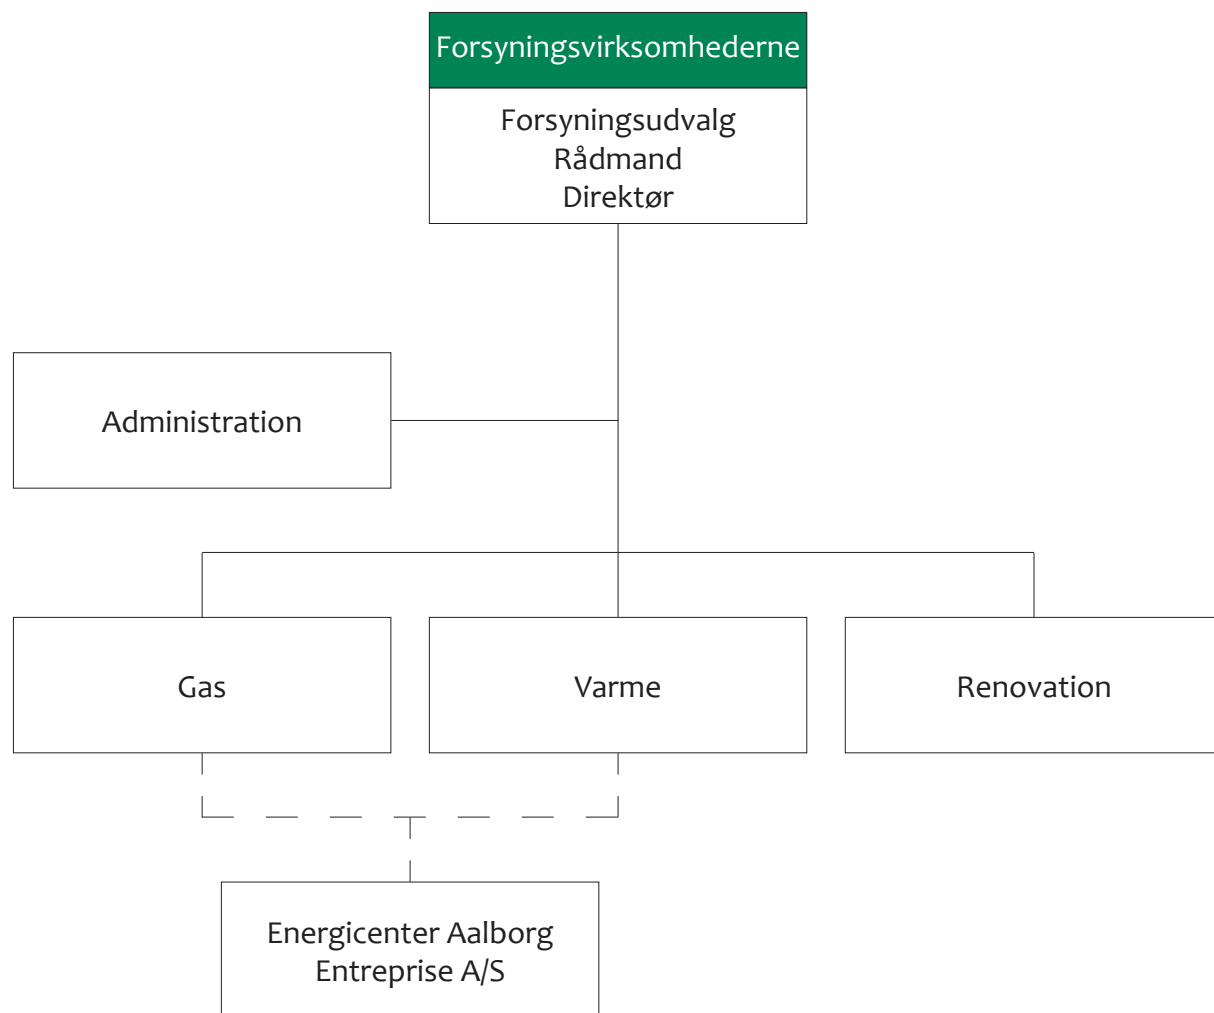 Forsyningsvirksomhederne
Forsyningsudvalg
Rådmand
Direktør
Administration
Gas
Varme
Renovation
Energicenter Aalborg
Entreprise A/S